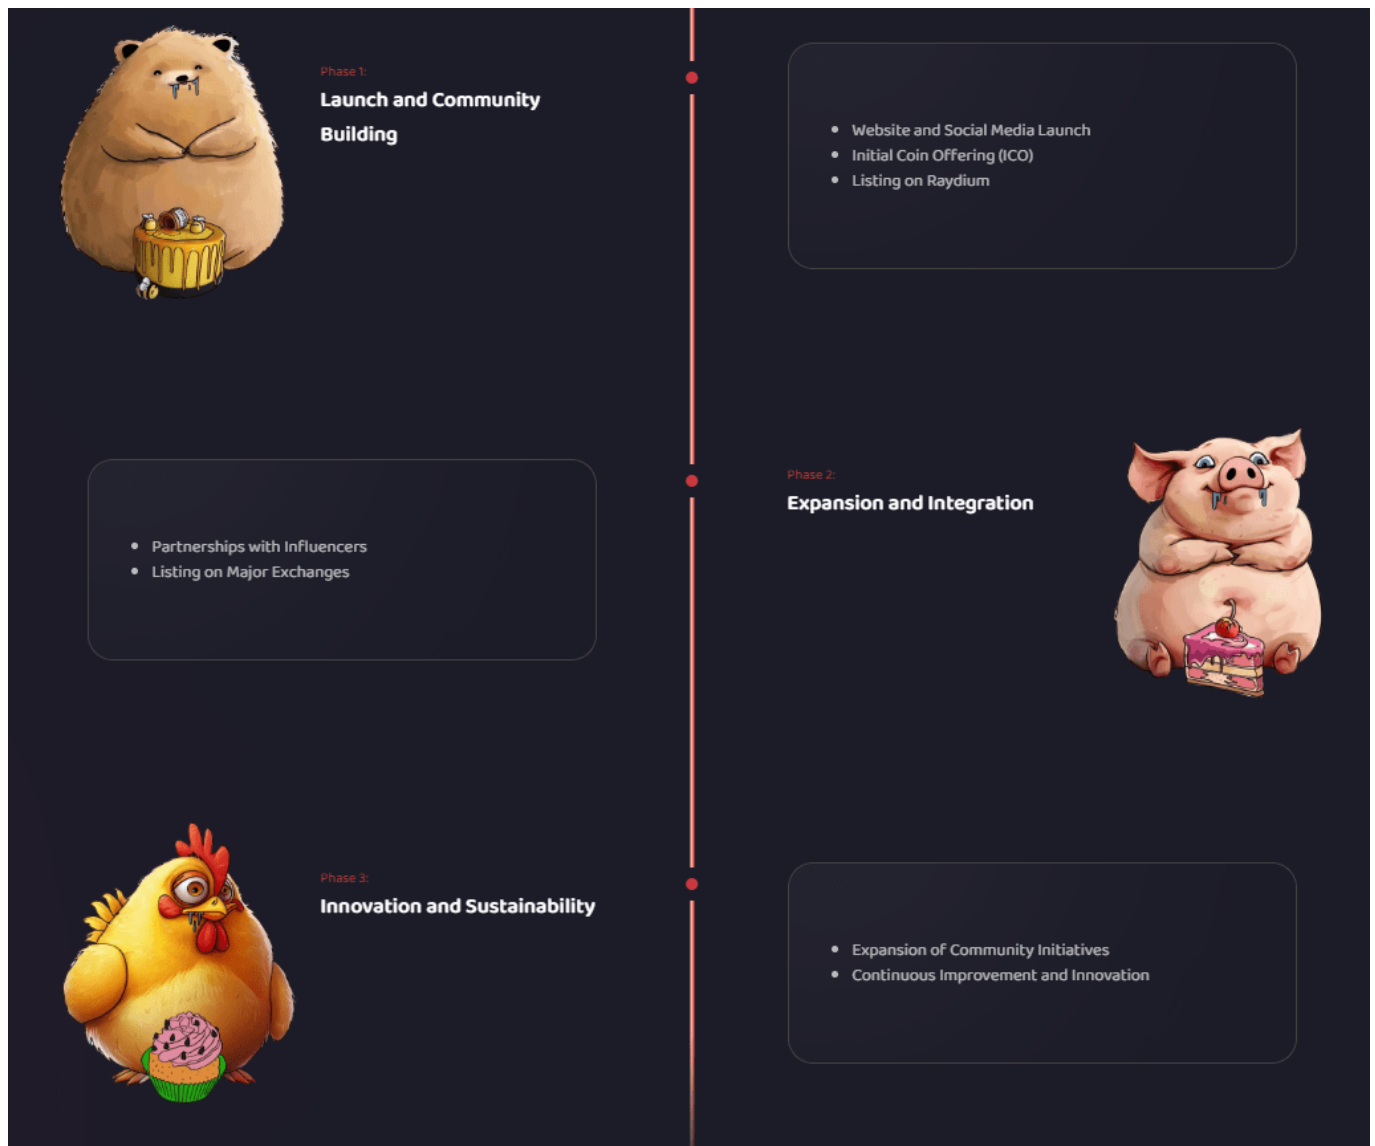 Phase 1:
Launch and Community
Building
Website and Social Media Launch
Initial Coin Offering (ICO)
Listing on Raydium
Phase 2:
Expansion and Integration
Partnerships with Influencers
Listing on Major Exchanges
Phase 3:
Innovation and Sustainability
Expansion of Community Initiatives
Continuous Improvement and Innovation